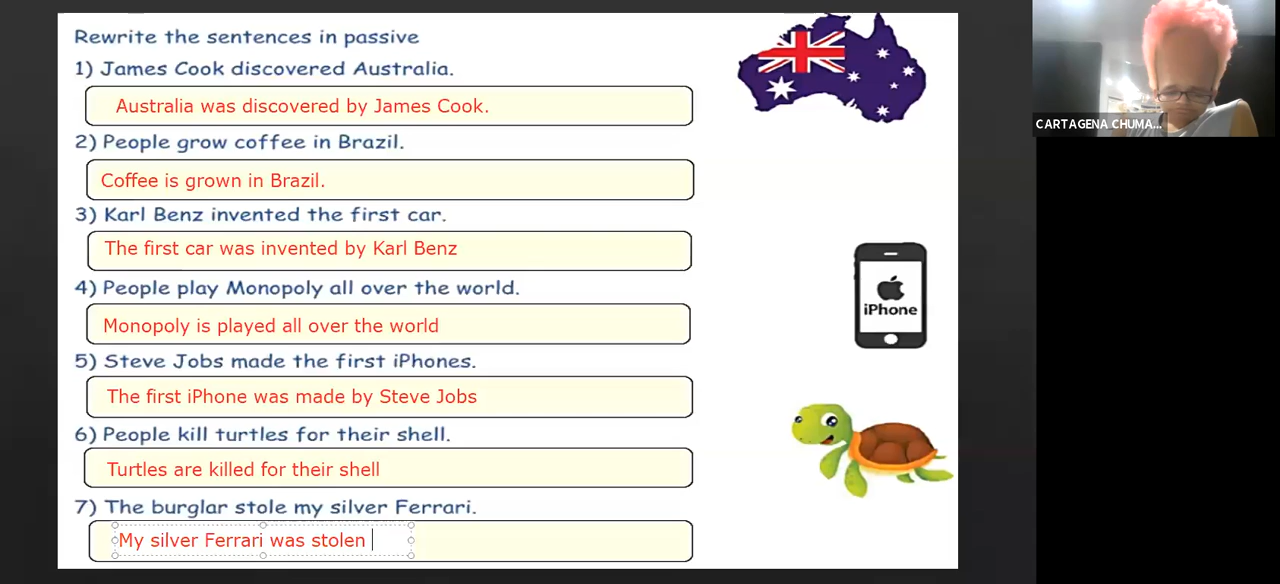 Rewrite the sentences in passive
1) James Cook discovered Australia.
Australia was discovered by James Cook.
2) People grow coffee in Brazil.
Coffee is grown in Brazil.
3) Karl Benz invented the first car.
The first car was invented by Karl Benz
4) People play Monopoly all over the world.
Monopoly is played all over the world
5) Steve Jobs made the first iPhones.
The first iPhone was made by Steve Jobs
6) People kill turtles for their shell.
Turtles are killed for their shell
7) The burglar stole my silver Ferrari.
My silver Ferrari was stolen
iPhone
CARTAGENA CHUMA...